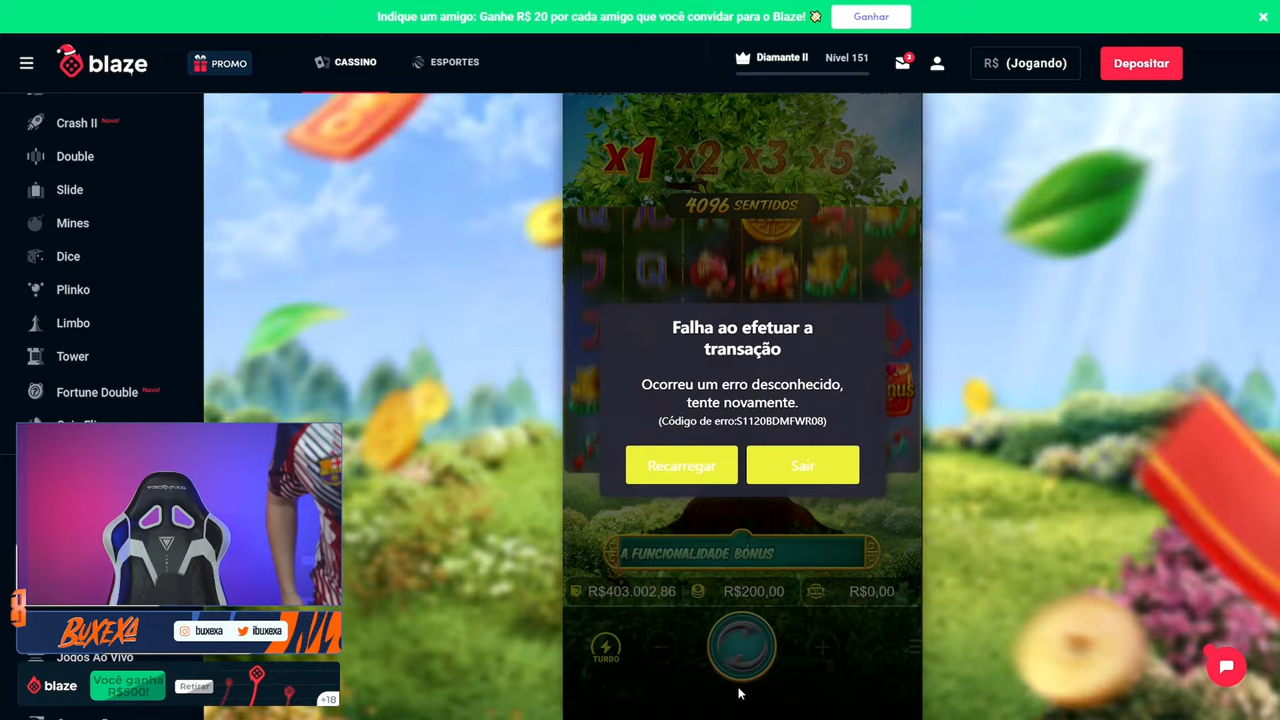 Indique um amigo: Ganhe R$ 20 por cada amigo que você convidar para o Blaze!
Ganhar
blaze
PROMO
CASSINO
ESPORTES
Diamante II
Nível 151
3
R$ (Jogando)
Depositar
Crash II Novo!
Double
Slide
Mines
Dice
Plinko
Limbo
Tower
Fortune Double Novo!
x1 x2 x3 x5
4096 SENTIDOS
Falha ao efetuar a
transação
Ocorreu um erro desconhecido,
tente novamente.
(Código de erro:S1120BDMFWR08)
Recarregar
Sair
A FUNCIONALIDADE BÔNUS
R$403.002,86
R$200,00
R$0,00
TURBO
BUXEXA
buxexa
ibuxexa
Jogos Ao Vivo
blaze
Você ganha
R$500!
Retirar
+18